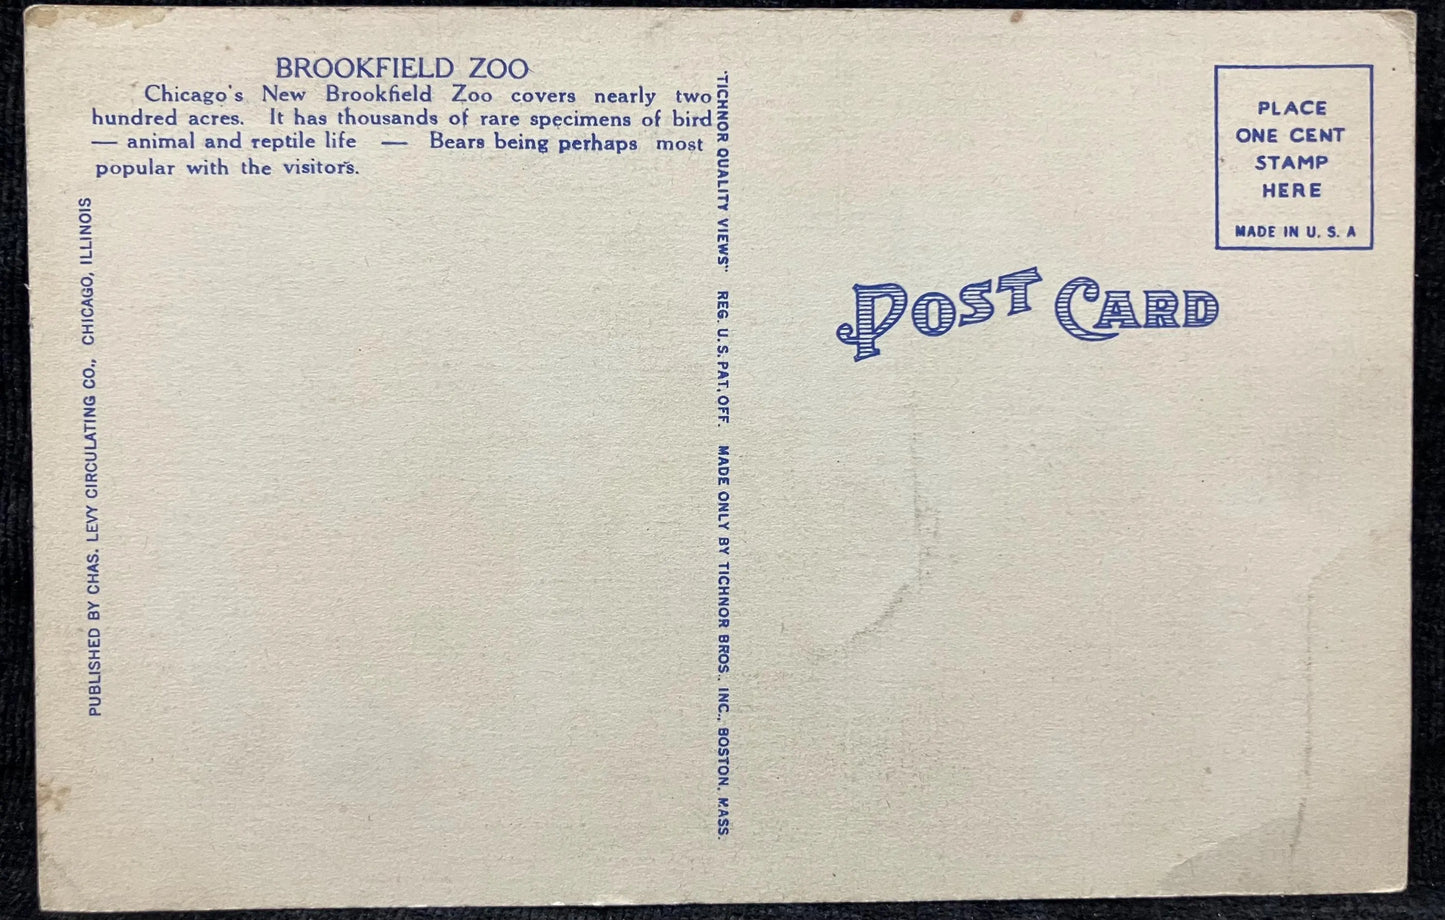 BROOKFIELD ZOO
Chicago's New Brookfield Zoo covers nearly two
hundred acres. It has thousands of rare specimens of bird
— animal and reptile life — Bears being perhaps most
popular with the visitors.
PUBLISHED BY CHAS. LEVY CIRCULATING CO., CHICAGO, ILLINOIS
"TICHNOR QUALITY VIEWS" REG. U. S. PAT. OFF. MADE ONLY BY TICHNOR BROS., INC., BOSTON, MASS.
PLACE
ONE CENT
STAMP
HERE
MADE IN U. S. A
POST CARD